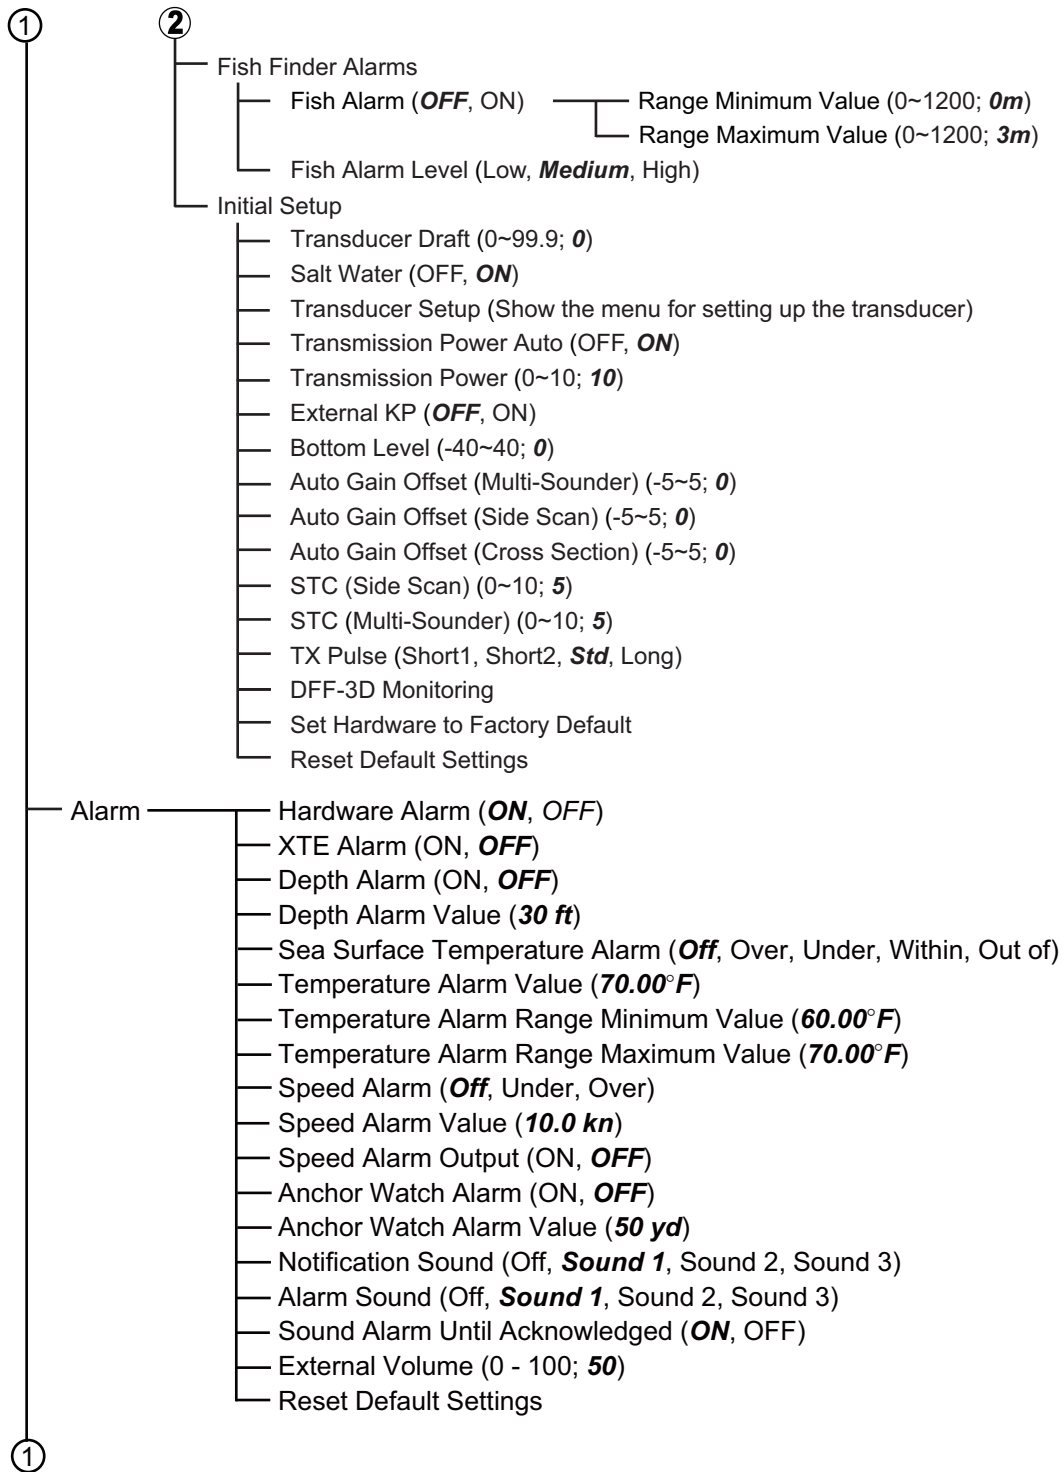 1
2
Fish Finder Alarms
Fish Alarm (OFF, ON)
Range Minimum Value (0~1200; 0m)
Range Maximum Value (0~1200; 3m)
Fish Alarm Level (Low, Medium, High)
Initial Setup
Transducer Draft (0~99.9; 0)
Salt Water (OFF, ON)
Transducer Setup (Show the menu for setting up the transducer)
Transmission Power Auto (OFF, ON)
Transmission Power (0~10; 10)
External KP (OFF, ON)
Bottom Level (-40~40; 0)
Auto Gain Offset (Multi-Sounder) (-5~5; 0)
Auto Gain Offset (Side Scan) (-5~5; 0)
Auto Gain Offset (Cross Section) (-5~5; 0)
STC (Side Scan) (0~10; 5)
STC (Multi-Sounder) (0~10; 5)
TX Pulse (Short1, Short2, Std, Long)
DFF-3D Monitoring
Set Hardware to Factory Default
Reset Default Settings
Alarm
Hardware Alarm (ON, OFF)
XTE Alarm (ON, OFF)
Depth Alarm (ON, OFF)
Depth Alarm Value (30 ft)
Sea Surface Temperature Alarm (Off, Over, Under, Within, Out of)
Temperature Alarm Value (70.00°F)
Temperature Alarm Range Minimum Value (60.00°F)
Temperature Alarm Range Maximum Value (70.00°F)
Speed Alarm (Off, Under, Over)
Speed Alarm Value (10.0 kn)
Speed Alarm Output (ON, OFF)
Anchor Watch Alarm (ON, OFF)
Anchor Watch Alarm Value (50 yd)
Notification Sound (Off, Sound 1, Sound 2, Sound 3)
Alarm Sound (Off, Sound 1, Sound 2, Sound 3)
Sound Alarm Until Acknowledged (ON, OFF)
External Volume (0 - 100; 50)
Reset Default Settings
1